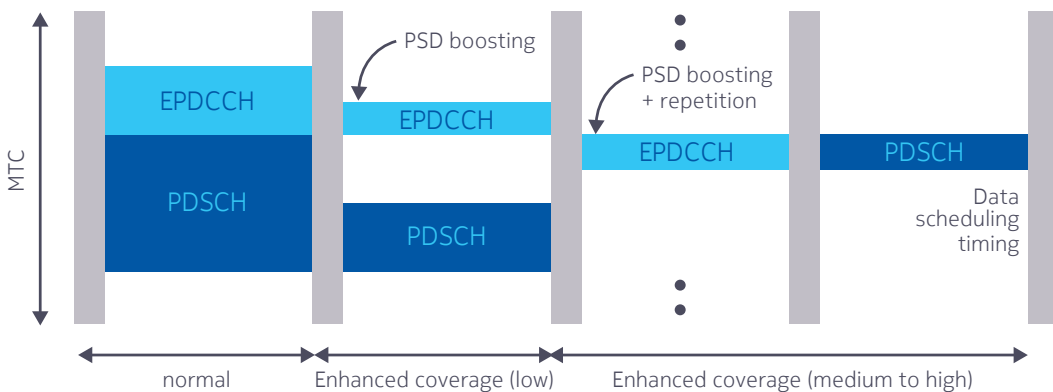 MTC
EPDCCH
PDSCH
PSD boosting
EPDCCH
PDSCH
PSD boosting
+ repetition
EPDCCH
PDSCH
Data
scheduling
timing
normal
Enhanced coverage (low)
Enhanced coverage (medium to high)